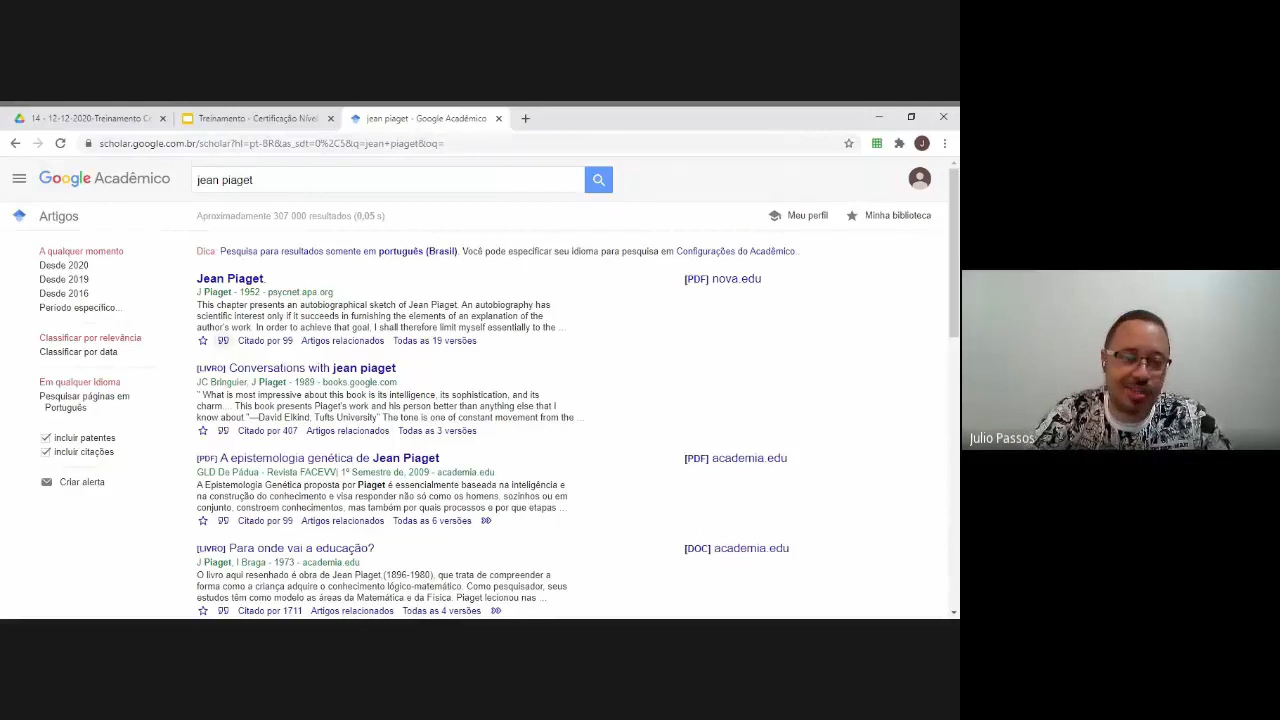 14 - 12-12-2020-Treinamento Ce
Treinamento - Certificação Nível
jean piaget - Google Acadêmico
scholar.google.com.br/scholar?hl=pt-BR&as_sdt=0%2C5&q=jean+piaget&oq=
J
Google Acadêmico
jean piaget
Artigos
Aproximadamente 307 000 resultados (0,05 s)
Meu perfil
Minha biblioteca
A qualquer momento
Desde 2020
Desde 2019
Desde 2016
Período específico...
Classificar por relevância
Classificar por data
Em qualquer idioma
Pesquisar páginas em
Português
incluir patentes
incluir citações
Criar alerta
Dica: Pesquisa para resultados somente em português (Brasil). Você pode especificar seu idioma para pesquisa em Configurações do Acadêmico..
Jean Piaget.
[PDF] nova.edu
J Piaget - 1952 - psycnet.apa.org
This chapter presents an autobiographical sketch of Jean Piaget. An autobiography has
scientific interest only if it succeeds in furnishing the elements of an explanation of the
author's work. In order to achieve that goal, I shall therefore limit myself essentially to the ...
Citado por 99 Artigos relacionados Todas as 19 versões
[LIVRO] Conversations with jean piaget
JC Bringuier, J Piaget - 1989 - books.google.com
" What is most impressive about this book is its intelligence, its sophistication, and its
charm.... This book presents Piaget's work and his person better than anything else that I
know about."—David Elkind, Tufts University" The tone is one of constant movement from the ...
Citado por 407 Artigos relacionados Todas as 3 versões
[PDF] A epistemologia genética de Jean Piaget
[PDF] academia.edu
GLD De Pádua - Revista FACEVV| 1º Semestre de, 2009 - academia.edu
A Epistemologia Genética proposta por Piaget é essencialmente baseada na inteligência e
na construção do conhecimento e visa responder não só como os homens, sozinhos ou em
conjunto, constroem conhecimentos, mas também por quais processos e por que etapas ...
Citado por 99 Artigos relacionados Todas as 6 versões
[LIVRO] Para onde vai a educação?
[DOC] academia.edu
J Piaget, I Braga - 1973 - academia.edu
O livro aqui resenhado é obra de Jean Piaget,(1896-1980), que trata de compreender a
forma como a criança adquire o conhecimento lógico-matemático. Como pesquisador, seus
estudos têm como modelo as áreas da Matemática e da Física. Piaget lecionou nas ...
Citado por 1711 Artigos relacionados Todas as 4 versões
Julio Passos